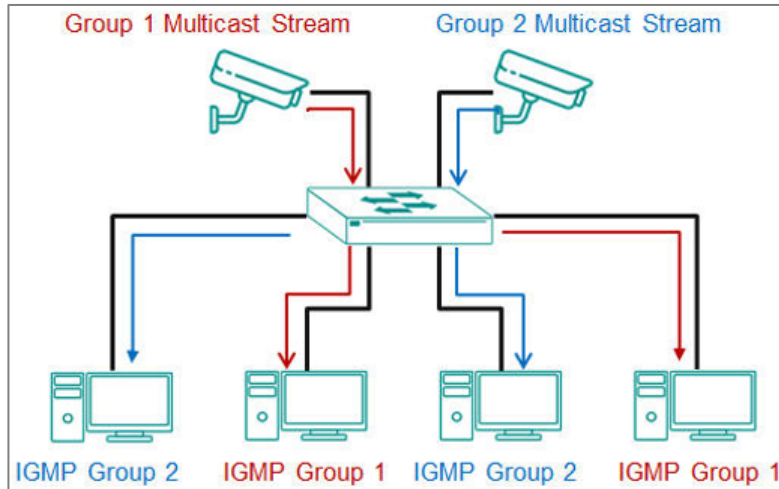 Group 1 Multicast Stream
Group 2 Multicast Stream
IGMP Group 2
IGMP Group 1
IGMP Group 2
IGMP Group 1